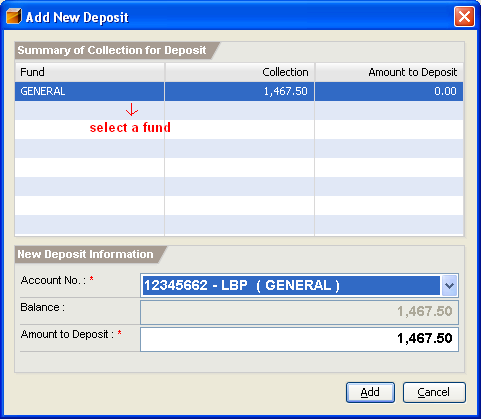 Add New Deposit
Summary of Collection for Deposit
Fund Collection Amount to Deposit
GENERAL 1,467.50 0.00
select a fund
New Deposit Information
Account No. : * 12345662 - LBP ( GENERAL )
Balance : 1,467.50
Amount to Deposit : * 1,467.50
Add Cancel